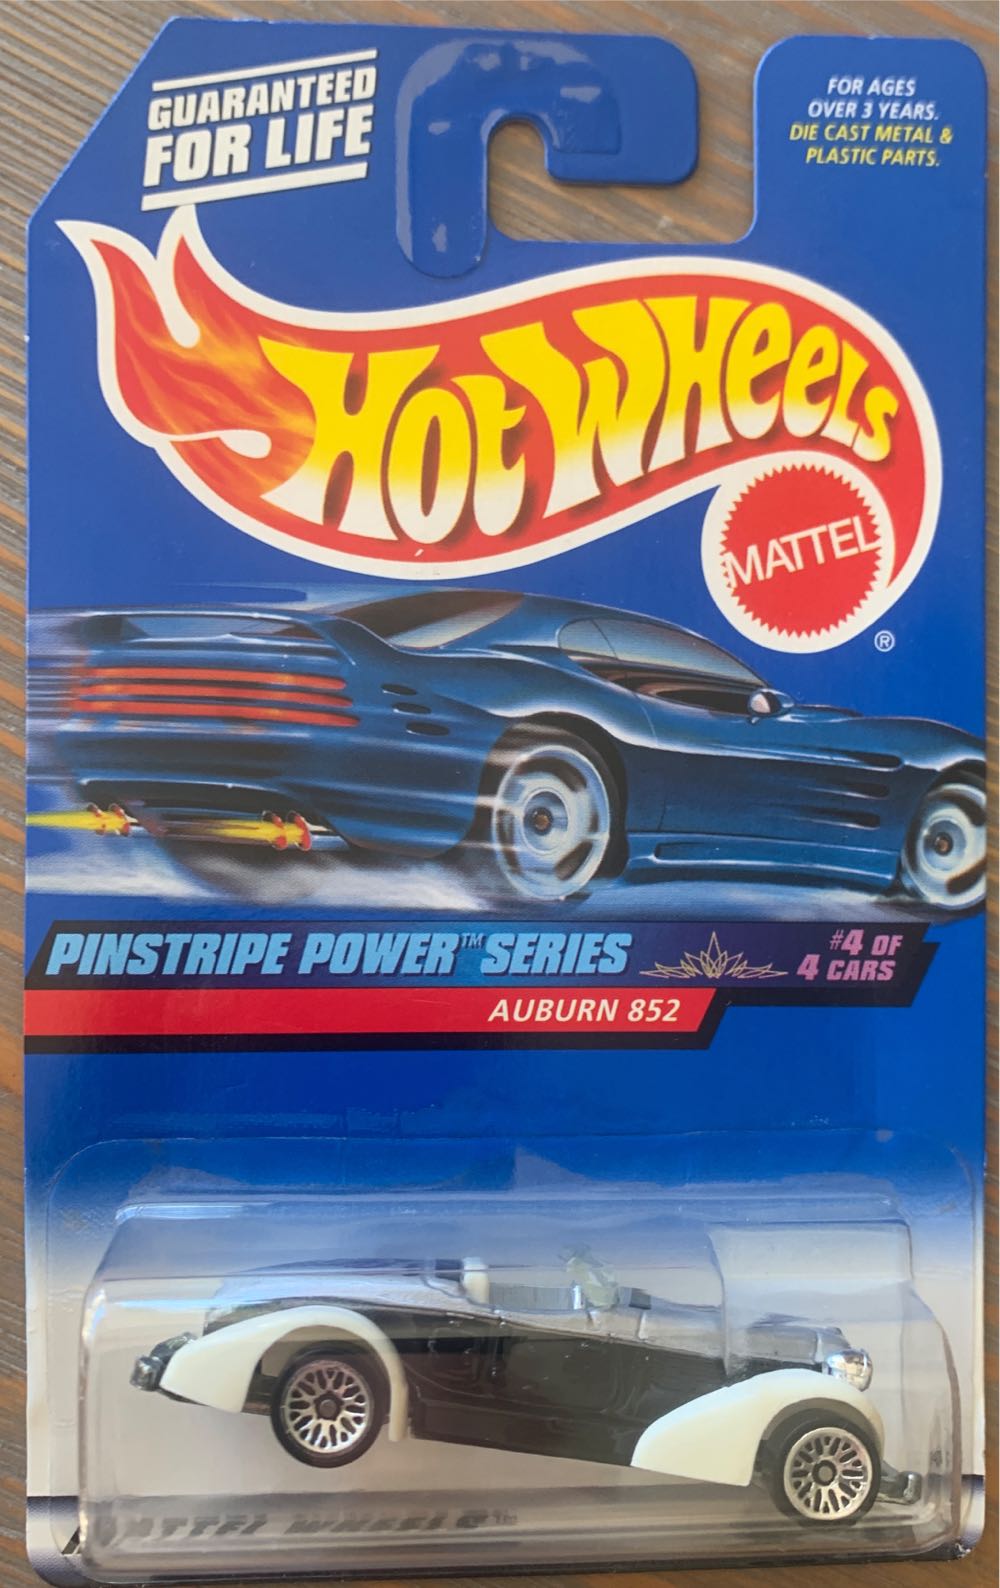 GUARANTEED
FOR LIFE
FOR AGES
OVER 3 YEARS.
DIE CAST METAL &
PLASTIC PARTS.
HOT WHEELS
MATTEL
®
PINSTRIPE POWER™ SERIES
#4 OF
4 CARS
AUBURN 852